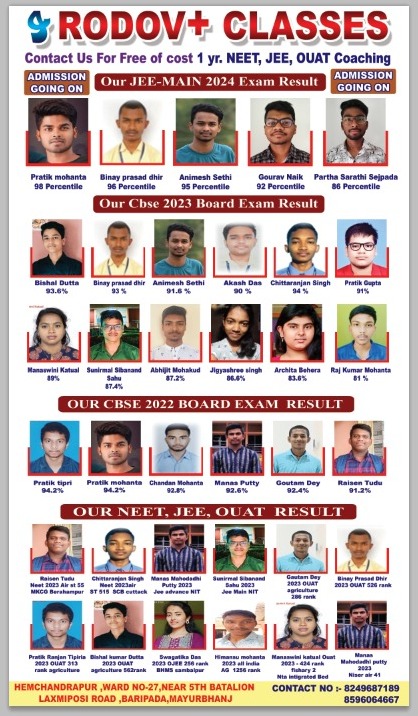 RODOV+ CLASSES
Contact Us For Free of cost 1 yr. NEET, JEE, OUAT Coaching
ADMISSION GOING ON
Our JEE-MAIN 2024 Exam Result
ADMISSION GOING ON
Pratik mohanta Binay prasad dhir Animesh Sethi Gourav Naik Partha Sarathi Sejpada
98 Percentile 96 Percentile 95 Percentile 92 Percentile 86 Percentile
Our Cbse 2023 Board Exam Result
Bishal Dutta Binay prasad dhir Animesh Sethi Akash Das Chittaranjan Singh Pratik Gupta
93.6% 93 % 91.6 % 90 % 94 % 91%
Manaswini Katual Sunirmal Sibanand Sahu Abhijit Mohakud Jigyashree singh Archita Behera Raj Kumar Mohanta
89% 87.4% 87.2% 86.6% 83.6% 81 %
OUR CBSE 2022 BOARD EXAM RESULT
Pratik tipri Pratik mohanta Chandan Mohanta Manas Putty Goutam Dey Raisen Tudu
94.2% 94.2% 92.8% 92.6% 92.4% 91.2%
OUR NEET, JEE, OUAT RESULT
Raisen Tudu
Neet 2023 Air st 55
MKCG Berahampur
Chittaranjan Singh
Neet 2023air
ST 515 SCB cuttack
Manas Mahodadhi
Putty 2023
Jee advance NIT
Sunirmal Sibanand
Sahu 2023
Jee Main NIT
Gautam Dey
2023 OUAT
agriculture
286 rank
Binay Prasad Dhir
2023 OUAT 526 rank
Pratik Ranjan Tipiria
2023 OUAT 313
rank agriculture
Bishal kumar Dutta
2023 OUAT
agriculture 562rank
Swagatika Das
2023 OJEE 256 rank
BHMS sambalpur
Himansu mohanta
2023 all india
AG 1256 rank
Manaswini katual Ouat
2023 - 424 rank
fishary 2
Nta intigrated Bed
Manas
Mahodadhi putty
2023
Niser air 41
HEMCHANDRAPUR ,WARD NO-27,NEAR 5TH BATALION
LAXMIPOSI ROAD ,BARIPADA,MAYURBHANJ
CONTACT NO :- 8249687189
8596064667